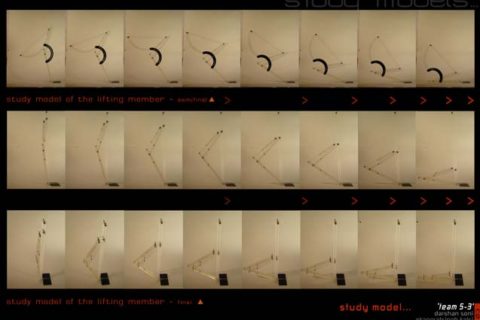 study models..
study model of the lifting member - semifinal ▲
> > > > > >
> > > > > >
study model of the lifting member - final ▲
study model...
'team 5-3'
darshan soni